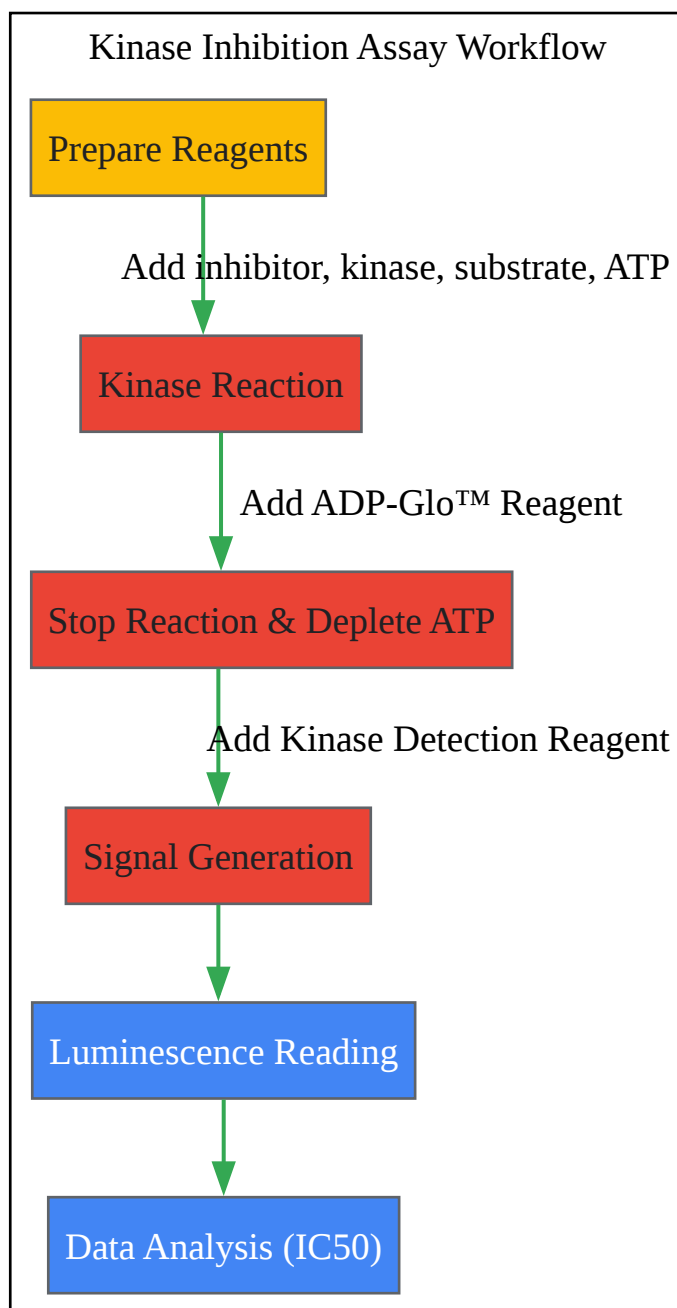 Kinase Inhibition Assay Workflow
Prepare Reagents
Add inhibitor, kinase, substrate, ATP
Kinase Reaction
Add ADP-Glo™ Reagent
Stop Reaction & Deplete ATP
Add Kinase Detection Reagent
Signal Generation
Luminescence Reading
Data Analysis (IC50)